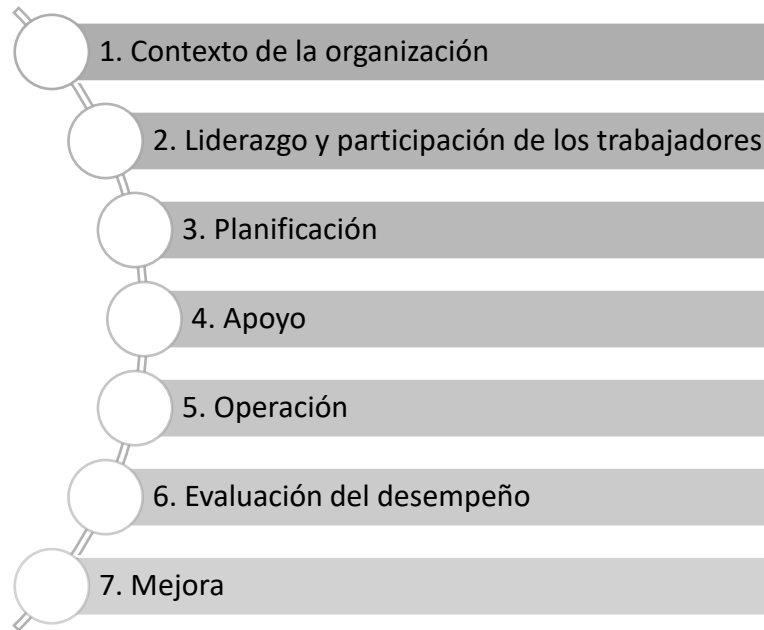 1. Contexto de la organización
2. Liderazgo y participación de los trabajadores
3. Planificación
4. Apoyo
5. Operación
6. Evaluación del desempeño
7. Mejora